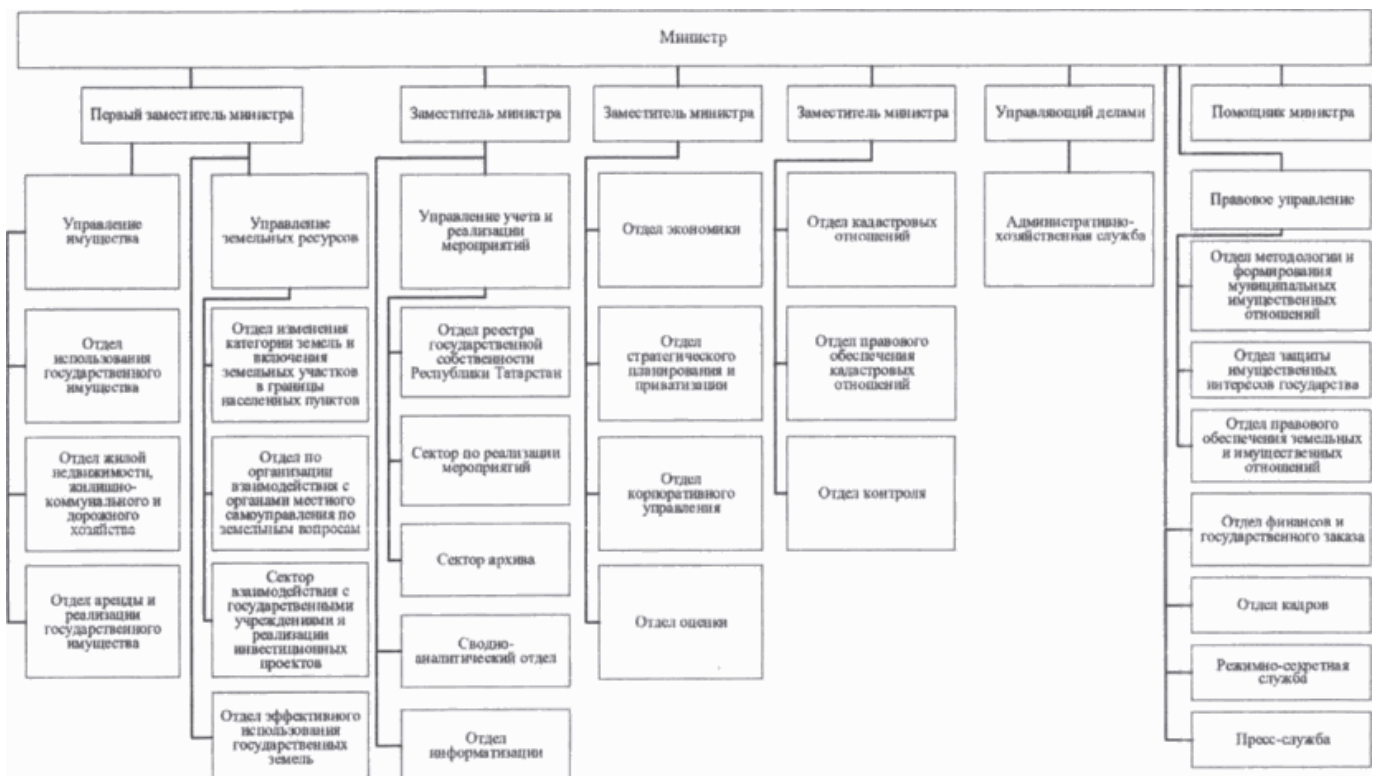 Министр
Первый заместитель министра
Заместитель министра
Заместитель министра
Заместитель министра
Управляющий делами
Помощник министра
Управление
имущества
Отдел
использования
государственного
имущества
Отдел жилой
недвижимости,
жилищно-
коммунального и
дорожного
хозяйства
Отдел аренды и
реализации
государственного
имущества
Управление
земельных ресурсов
Отдел изменения
категории земель и
включения
земельных участков
в границы
населенных пунктов
Отдел по
организации
взаимодействия с
органами местного
самоуправления по
земельным вопросам
Сектор
взаимодействия с
государственными
учреждениями и
реализации
инвестиционных
проектов
Отдел эффективного
использования
государственных
земель
Управление учета и
реализации
мероприятий
Отдел реестра
государственной
собственности
Республики Татарстан
Сектор по реализации
мероприятий
Сектор архива
Сводно-
аналитический отдел
Отдел
информатизации
Отдел экономики
Отдел
стратегического
планирования и
приватизации
Отдел
корпоративного
управления
Отдел оценки
Отдел кадастровых
отношений
Отдел правового
обеспечения
кадастровых
отношений
Отдел контроля
Административно-
хозяйственная служба
Правовое управление
Отдел методологии и
формирования
муниципальных
имущественных
отношений
Отдел защиты
имущественных
интересов государства
Отдел правового
обеспечения земельных
и имущественных
отношений
Отдел финансов и
государственного заказа
Отдел кадров
Режимно-секретная
служба
Пресс-служба